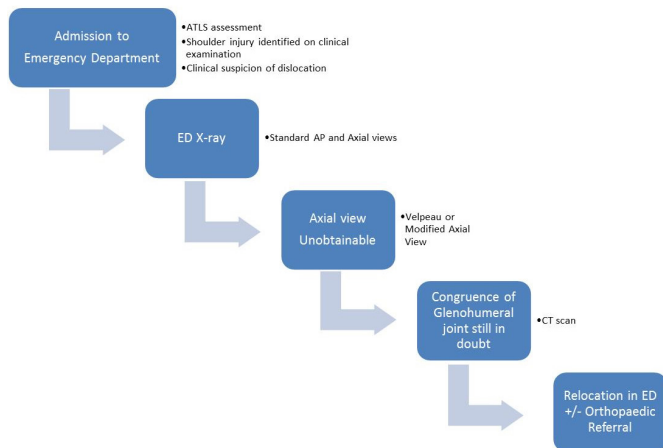 Admission to
Emergency Department
•ATLS assessment
•Shoulder injury identified on clinical
examination
•Clinical suspicion of dislocation
ED X-ray
•Standard AP and Axial views
Axial view
Unobtainable
•Velpeau or
Modified Axial
View
Congruence of
Glenohumeral
joint still in
doubt
•CT scan
Relocation in ED
+/- Orthopaedic
Referral